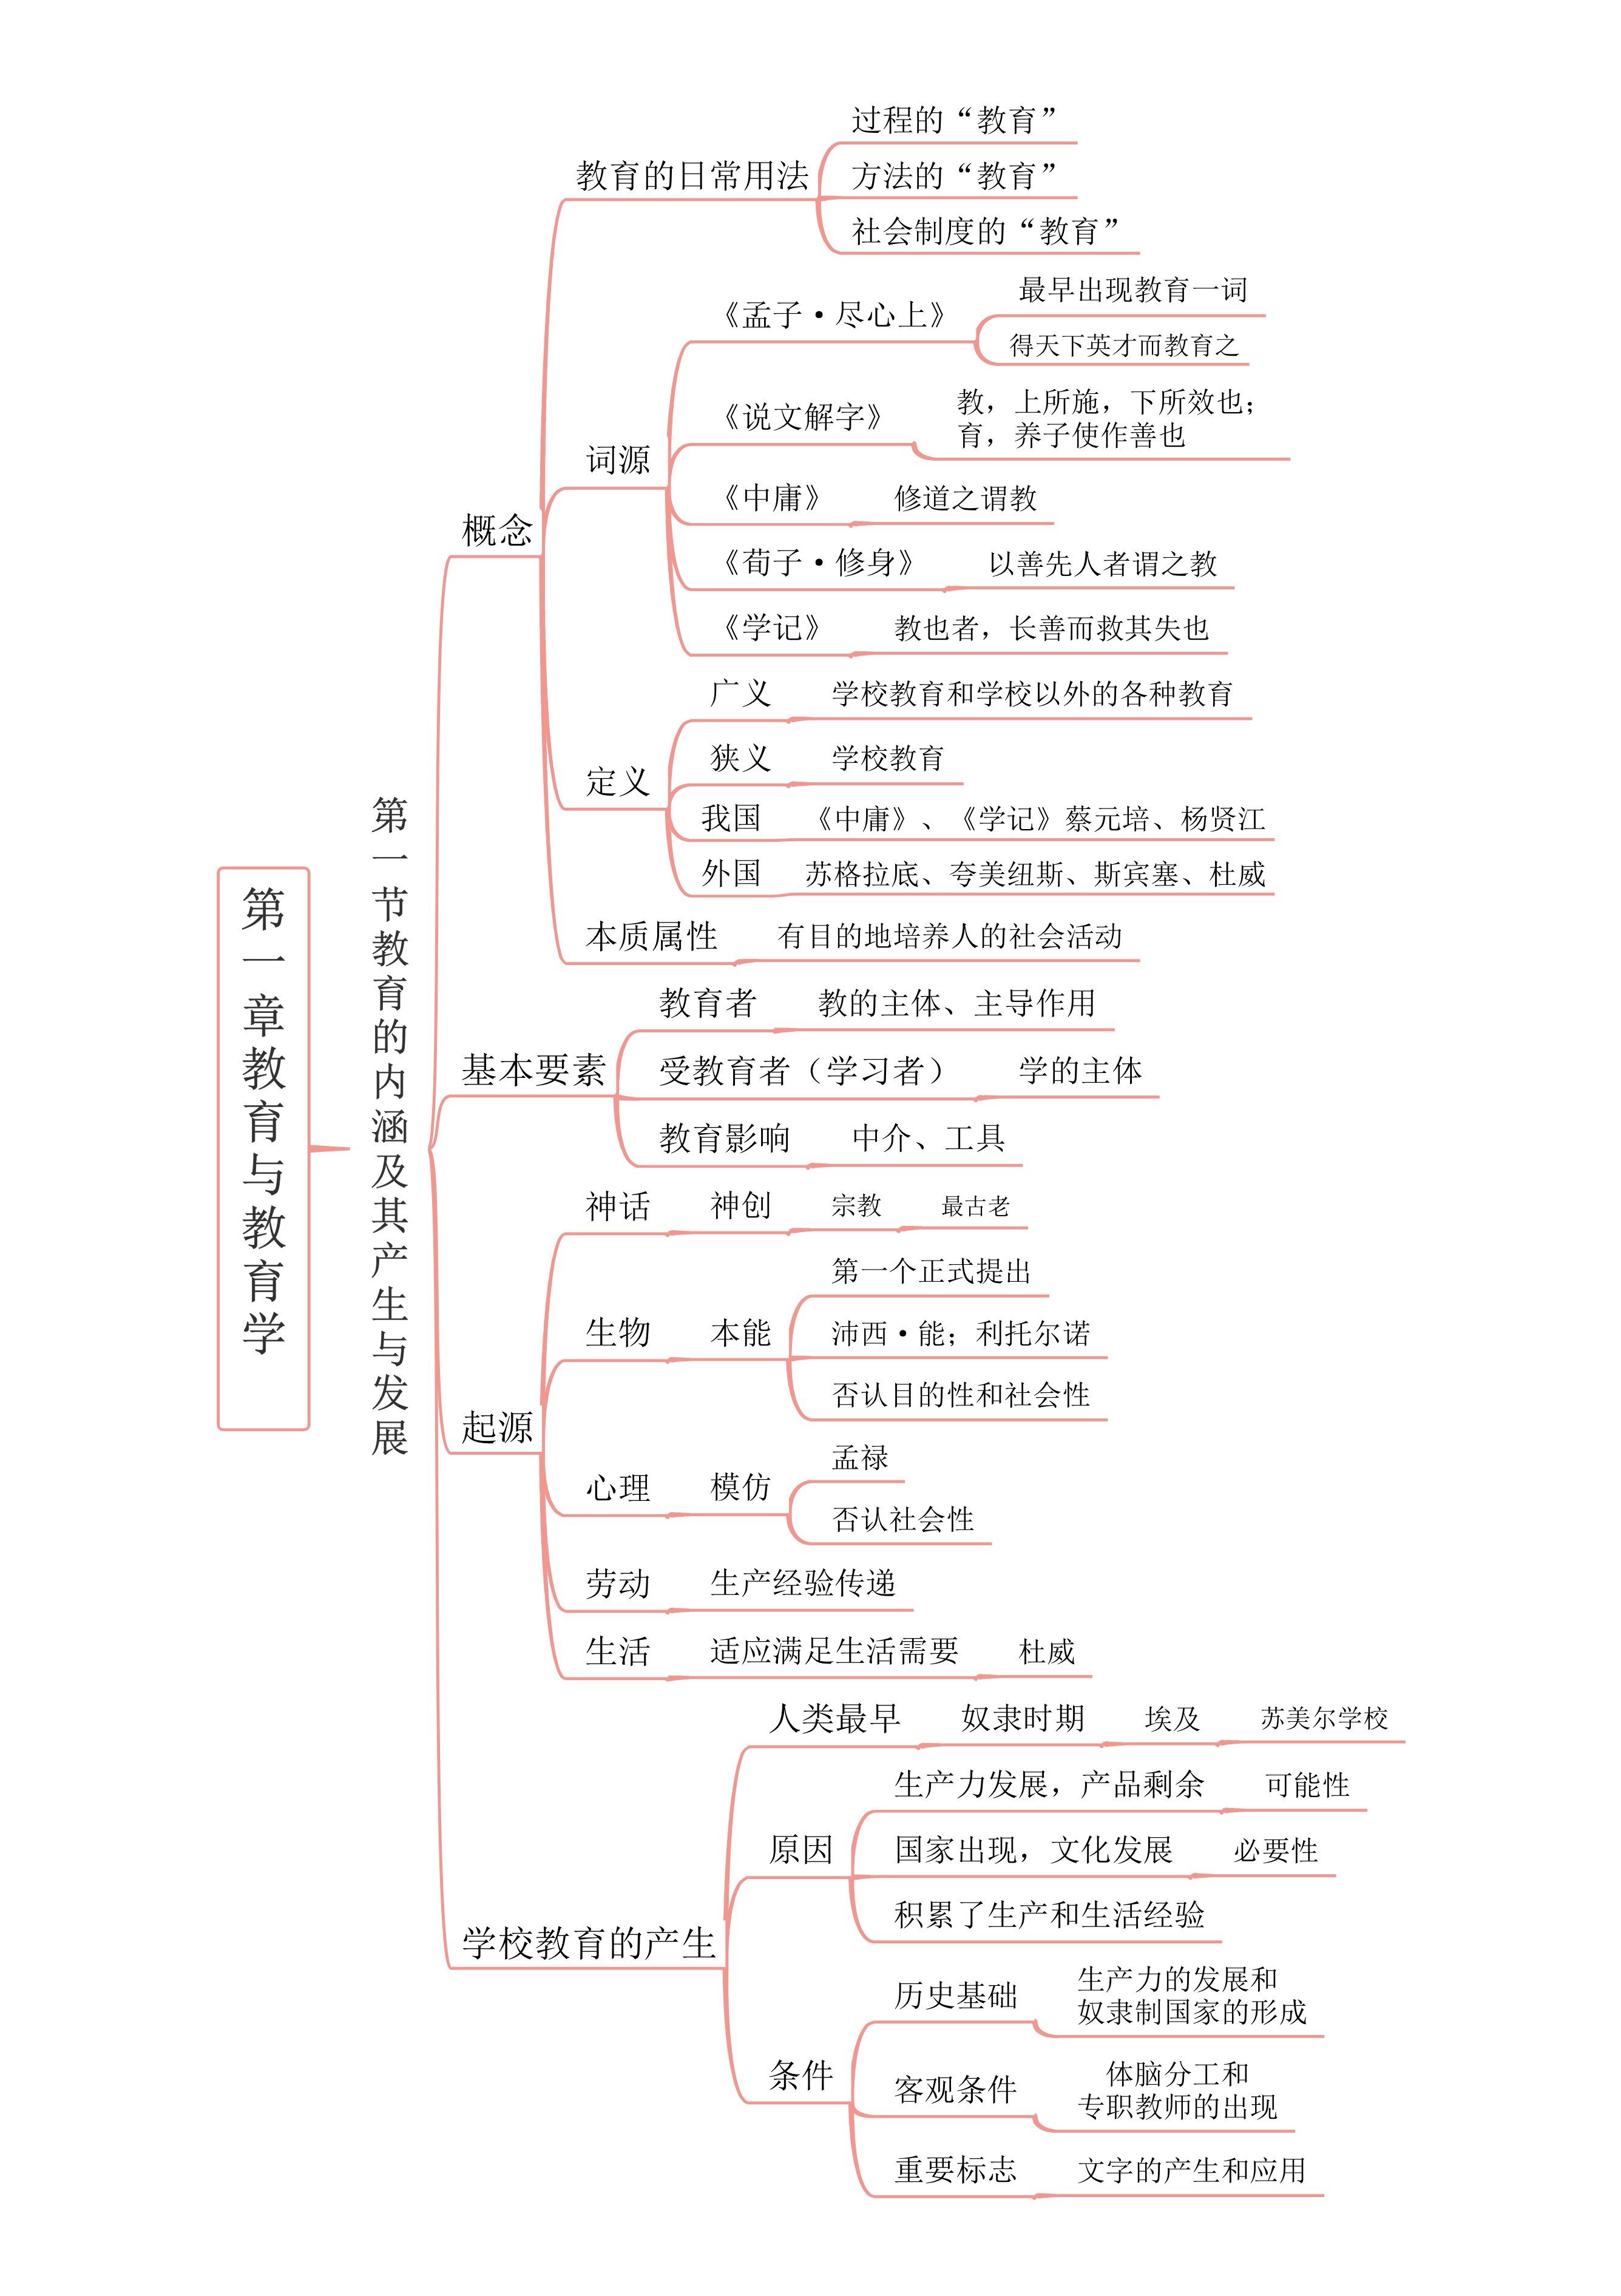 第一章教育与教育学
第一节教育的内涵及其产生与发展
概念
教育的日常用法
过程的“教育”
方法的“教育”
社会制度的“教育”
词源
《孟子·尽心上》
最早出现教育一词
得天下英才而教育之
《说文解字》
教，上所施，下所效也；
育，养子使作善也
《中庸》
修道之谓教
《荀子·修身》
以善先人者谓之教
《学记》
教也者，长善而救其失也
定义
广义
学校教育和学校以外的各种教育
狭义
学校教育
我国
《中庸》、《学记》蔡元培、杨贤江
外国
苏格拉底、夸美纽斯、斯宾塞、杜威
本质属性
有目的地培养人的社会活动
基本要素
教育者
教的主体、主导作用
受教育者（学习者）
学的主体
教育影响
中介、工具
起源
神话
神创
宗教
最古老
生物
本能
第一个正式提出
沛西·能；利托尔诺
否认目的性和社会性
心理
模仿
孟禄
否认社会性
劳动
生产经验传递
生活
适应满足生活需要
杜威
学校教育的产生
人类最早
奴隶时期
埃及
苏美尔学校
原因
生产力发展，产品剩余
可能性
国家出现，文化发展
必要性
积累了生产和生活经验
条件
历史基础
生产力的发展和
奴隶制国家的形成
客观条件
体脑分工和
专职教师的出现
重要标志
文字的产生和应用